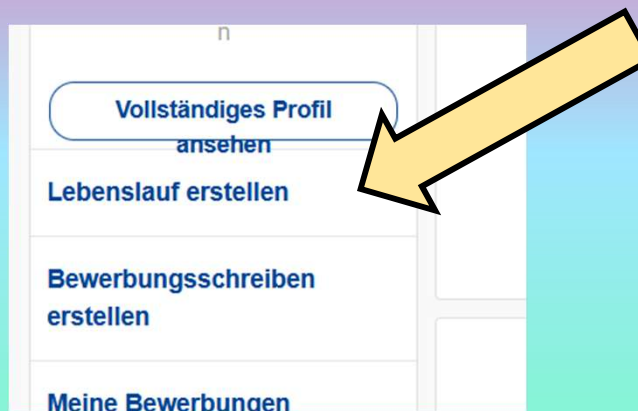 n
Vollständiges Profil
ansehen
Lebenslauf erstellen
Bewerbungsschreiben
erstellen
Meine Bewerbungen